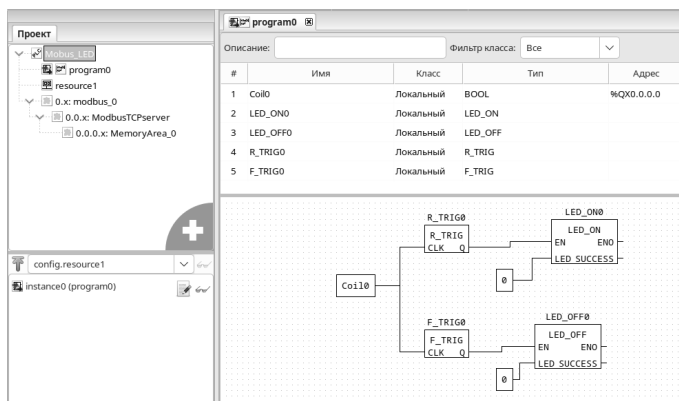 Проект
Mobus_LED
program0
resource1
0.x: modbus_0
0.0.x: ModbusTCPserver
0.0.0.x: MemoryArea_0
config.resource1
instance0 (program0)
program0
Описание:
Фильтр класса: Все
# Имя Класс Тип Адрес
1 Coil0 Локальный BOOL %QX0.0.0.0
2 LED_ON0 Локальный LED_ON
3 LED_OFF0 Локальный LED_OFF
4 R_TRIG0 Локальный R_TRIG
5 F_TRIG0 Локальный F_TRIG
R_TRIG0
R_TRIG
CLK Q
LED_ON0
LED_ON
EN ENO
LED SUCCESS
0
Coil0
F_TRIG0
F_TRIG
CLK Q
LED_OFF0
LED_OFF
EN ENO
LED SUCCESS
0